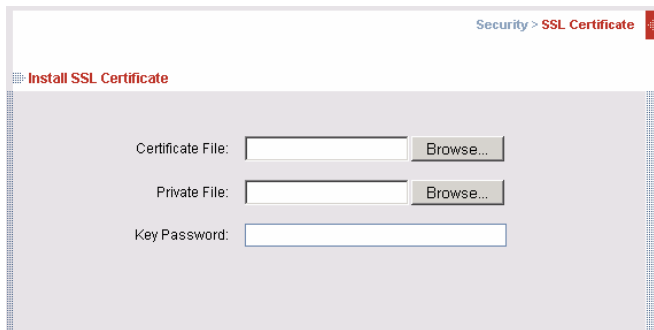 Security > SSL Certificate
Install SSL Certificate
Certificate File: Browse...
Private File: Browse...
Key Password: